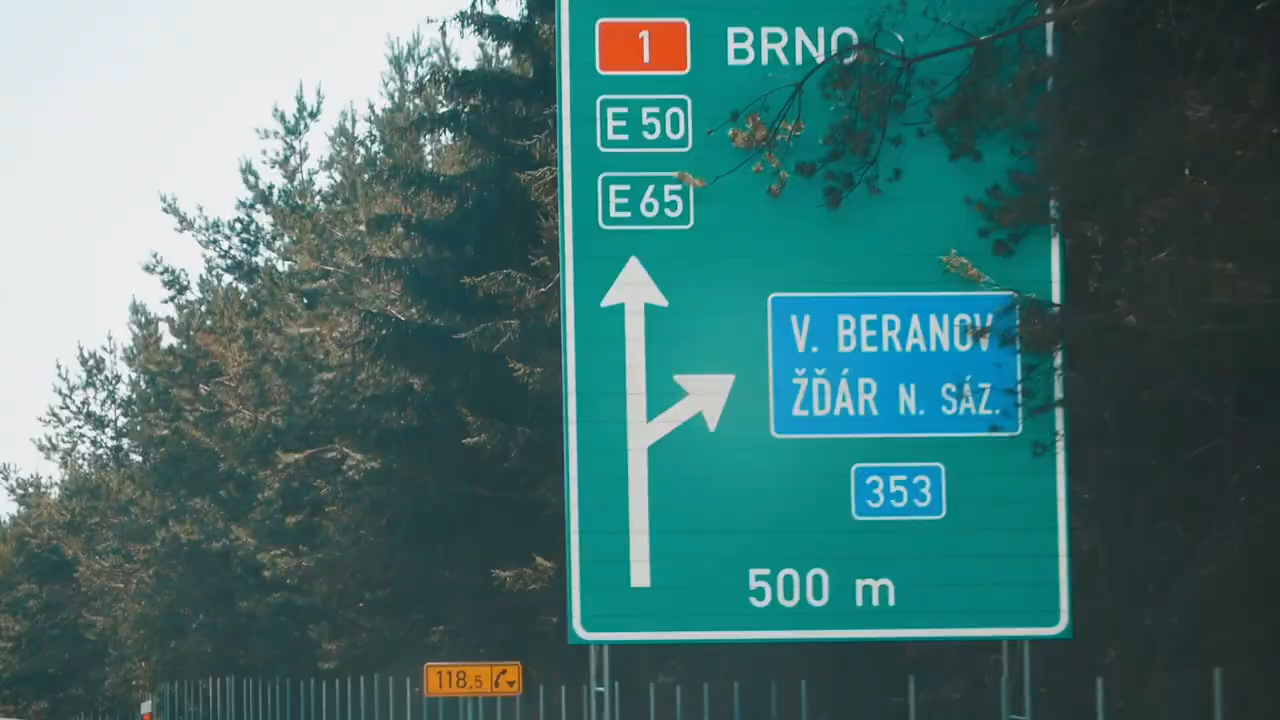 1 BRNO
E 50
E 65
V. BERANOV
ŽĎÁR N. SÁZ.
353
500 m
118.5